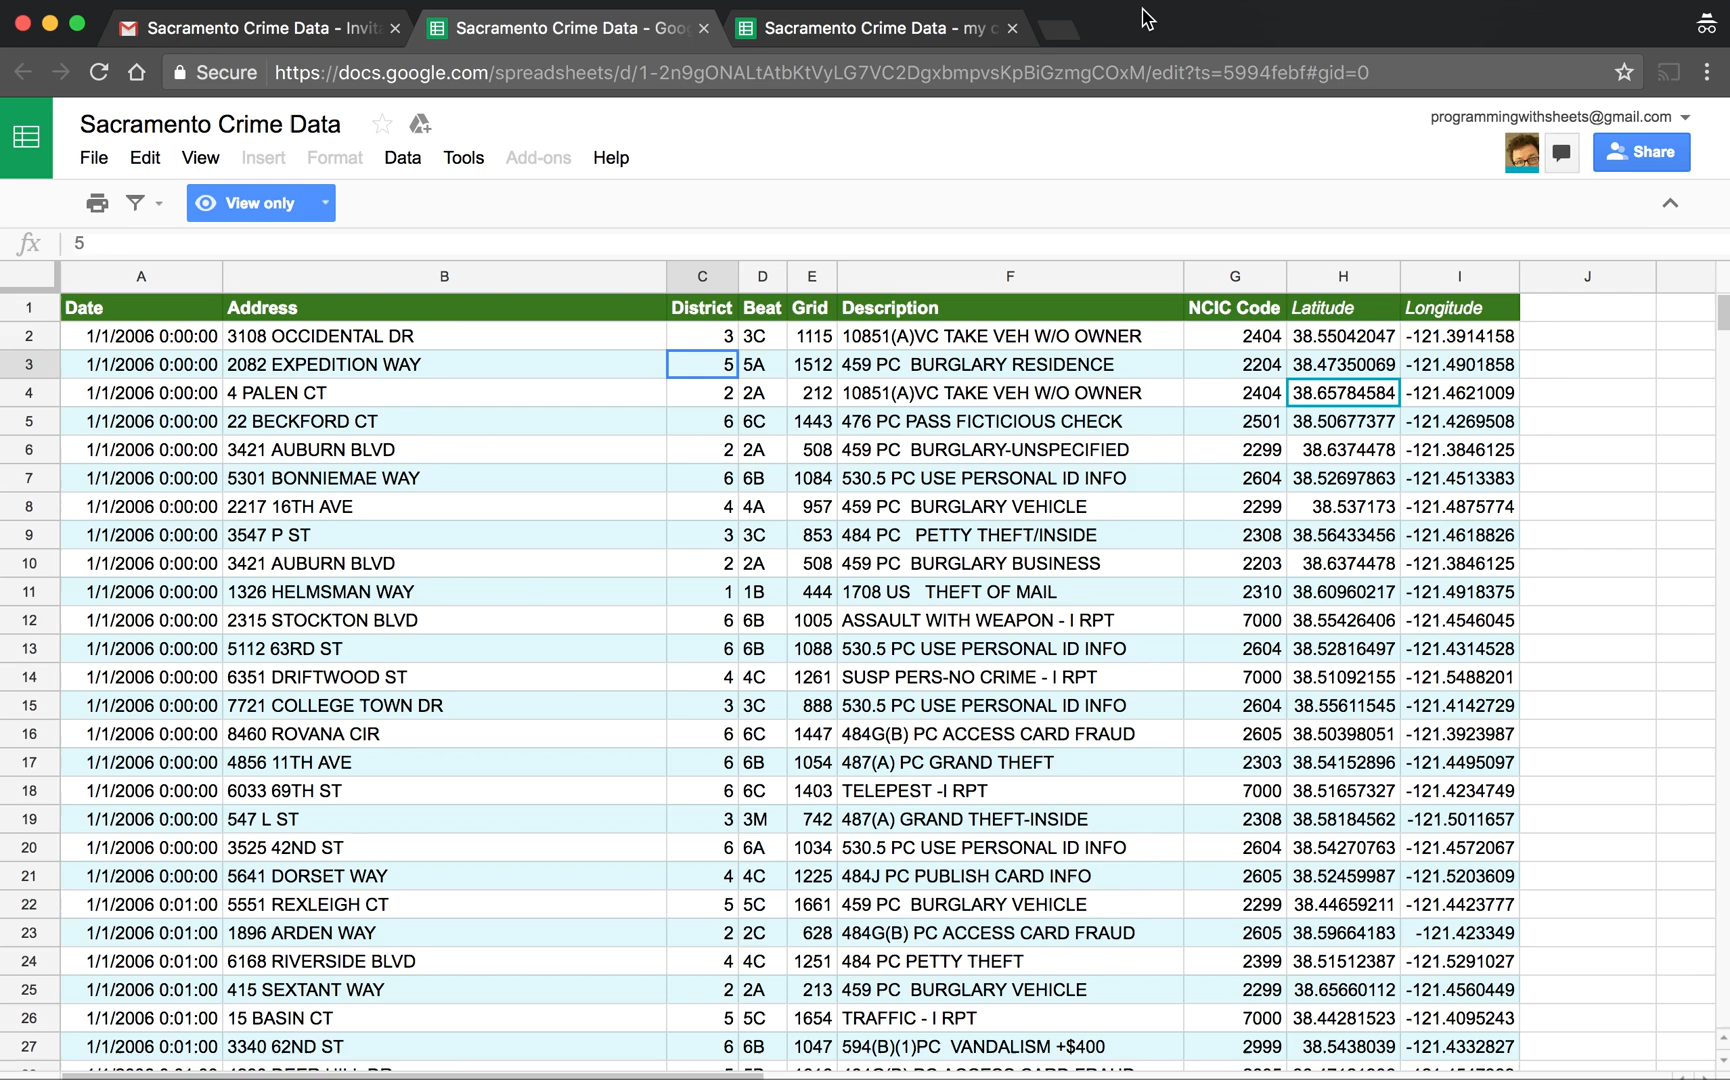 Sacramento Crime Data - Invit
Sacramento Crime Data - Goog
Sacramento Crime Data - my c
Secure https://docs.google.com/spreadsheets/d/1-2n9gONALtAtbKtVyLG7VC2DgxbmpvsKpBiGzmgCOxM/edit?ts=5994febf#gid=0
Sacramento Crime Data
programmingwithsheets@gmail.com
File Edit View Insert Format Data Tools Add-ons Help
Share
View only
fx 5
A B C D E F G H I J
1 Date Address District Beat Grid Description NCIC Code Latitude Longitude
2 1/1/2006 0:00:00 3108 OCCIDENTAL DR 3 3C 1115 10851(A)VC TAKE VEH W/O OWNER 2404 38.55042047 -121.3914158
3 1/1/2006 0:00:00 2082 EXPEDITION WAY 5 5A 1512 459 PC  BURGLARY RESIDENCE 2204 38.47350069 -121.4901858
4 1/1/2006 0:00:00 4 PALEN CT 2 2A 212 10851(A)VC TAKE VEH W/O OWNER 2404 38.65784584 -121.4621009
5 1/1/2006 0:00:00 22 BECKFORD CT 6 6C 1443 476 PC PASS FICTICIOUS CHECK 2501 38.50677377 -121.4269508
6 1/1/2006 0:00:00 3421 AUBURN BLVD 2 2A 508 459 PC  BURGLARY-UNSPECIFIED 2299 38.6374478 -121.3846125
7 1/1/2006 0:00:00 5301 BONNIEMAE WAY 6 6B 1084 530.5 PC USE PERSONAL ID INFO 2604 38.52697863 -121.4513383
8 1/1/2006 0:00:00 2217 16TH AVE 4 4A 957 459 PC  BURGLARY VEHICLE 2299 38.537173 -121.4875774
9 1/1/2006 0:00:00 3547 P ST 3 3C 853 484 PC   PETTY THEFT/INSIDE 2308 38.56433456 -121.4618826
10 1/1/2006 0:00:00 3421 AUBURN BLVD 2 2A 508 459 PC  BURGLARY BUSINESS 2203 38.6374478 -121.3846125
11 1/1/2006 0:00:00 1326 HELMSMAN WAY 1 1B 444 1708 US   THEFT OF MAIL 2310 38.60960217 -121.4918375
12 1/1/2006 0:00:00 2315 STOCKTON BLVD 6 6B 1005 ASSAULT WITH WEAPON - I RPT 7000 38.55426406 -121.4546045
13 1/1/2006 0:00:00 5112 63RD ST 6 6B 1088 530.5 PC USE PERSONAL ID INFO 2604 38.52816497 -121.4314528
14 1/1/2006 0:00:00 6351 DRIFTWOOD ST 4 4C 1261 SUSP PERS-NO CRIME - I RPT 7000 38.51092155 -121.5488201
15 1/1/2006 0:00:00 7721 COLLEGE TOWN DR 3 3C 888 530.5 PC USE PERSONAL ID INFO 2604 38.55611545 -121.4142729
16 1/1/2006 0:00:00 8460 ROVANA CIR 6 6C 1447 484G(B) PC ACCESS CARD FRAUD 2605 38.50398051 -121.3923987
17 1/1/2006 0:00:00 4856 11TH AVE 6 6B 1054 487(A) PC GRAND THEFT 2303 38.54152896 -121.4495097
18 1/1/2006 0:00:00 6033 69TH ST 6 6C 1403 TELEPEST -I RPT 7000 38.51657327 -121.4234749
19 1/1/2006 0:00:00 547 L ST 3 3M 742 487(A) GRAND THEFT-INSIDE 2308 38.58184562 -121.5011657
20 1/1/2006 0:00:00 3525 42ND ST 6 6A 1034 530.5 PC USE PERSONAL ID INFO 2604 38.54270763 -121.4572067
21 1/1/2006 0:00:00 5641 DORSET WAY 4 4C 1225 484J PC PUBLISH CARD INFO 2605 38.52459987 -121.5203609
22 1/1/2006 0:01:00 5551 REXLEIGH CT 5 5C 1661 459 PC  BURGLARY VEHICLE 2299 38.44659211 -121.4423777
23 1/1/2006 0:01:00 1896 ARDEN WAY 2 2C 628 484G(B) PC ACCESS CARD FRAUD 2605 38.59664183 -121.423349
24 1/1/2006 0:01:00 6168 RIVERSIDE BLVD 4 4C 1251 484 PC PETTY THEFT 2399 38.51512387 -121.5291027
25 1/1/2006 0:01:00 415 SEXTANT WAY 2 2A 213 459 PC  BURGLARY VEHICLE 2299 38.65660112 -121.4560449
26 1/1/2006 0:01:00 15 BASIN CT 5 5C 1654 TRAFFIC - I RPT 7000 38.44281523 -121.4095243
27 1/1/2006 0:01:00 3340 62ND ST 6 6B 1047 594(B)(1)PC  VANDALISM +$400 2999 38.5438039 -121.4332827